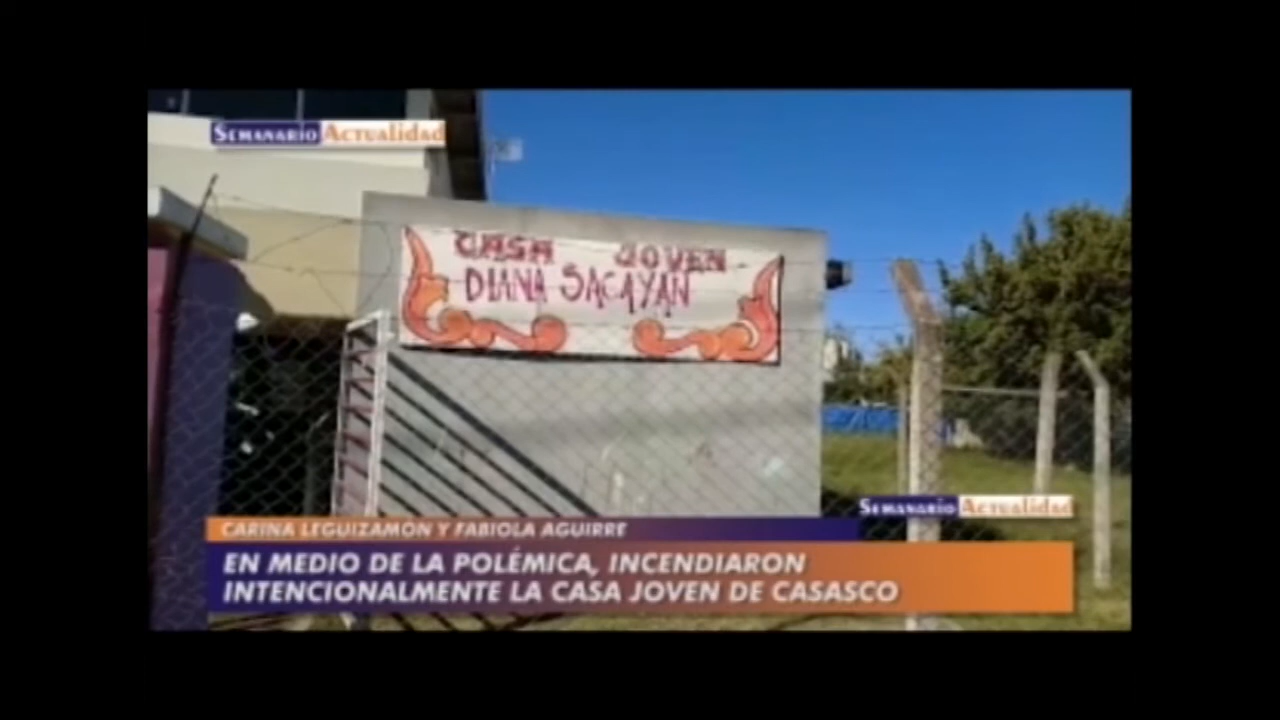 Semanario Actualidad
CASA JOVEN
DIANA SACAYAN
Semanario Actualidad
CARINA LEGUIZAMON Y FABIOLA AGUIRRE
EN MEDIO DE LA POLÉMICA, INCENDIARON
INTENCIONALMENTE LA CASA JOVEN DE CASASCO